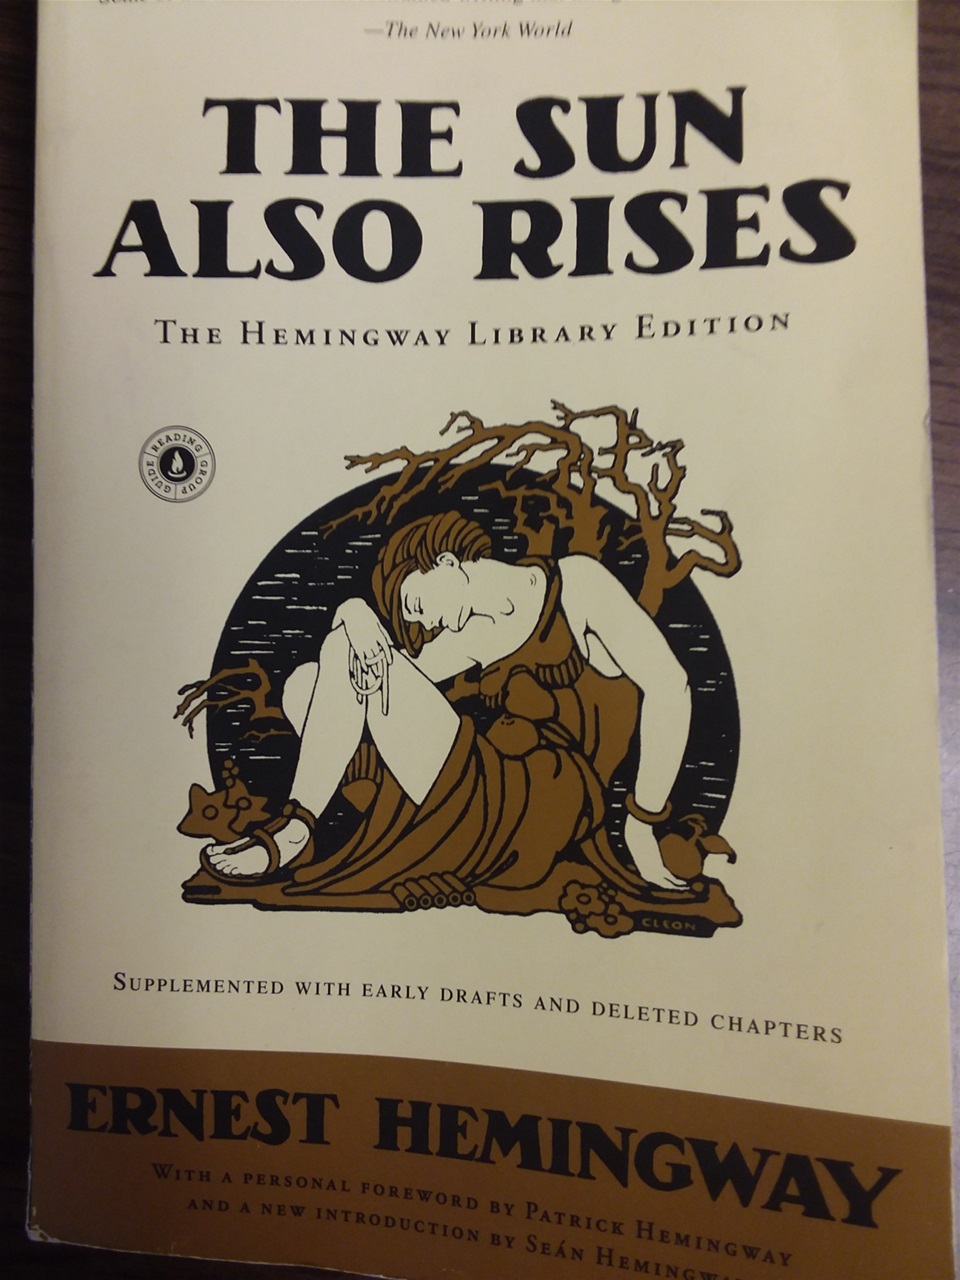 —The New York World
THE SUN
ALSO RISES
THE HEMINGWAY LIBRARY EDITION
READING GROUP GUIDE
CLEON
SUPPLEMENTED WITH EARLY DRAFTS AND DELETED CHAPTERS
ERNEST HEMINGWAY
WITH A PERSONAL FOREWORD BY PATRICK HEMINGWAY
AND A NEW INTRODUCTION BY SEÁN HEMINGWAY